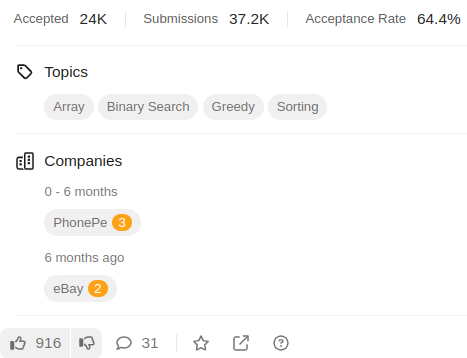 Accepted 24K Submissions 37.2K Acceptance Rate 64.4%
Topics
Array Binary Search Greedy Sorting
Companies
0 - 6 months
PhonePe 3
6 months ago
eBay 2
916 31